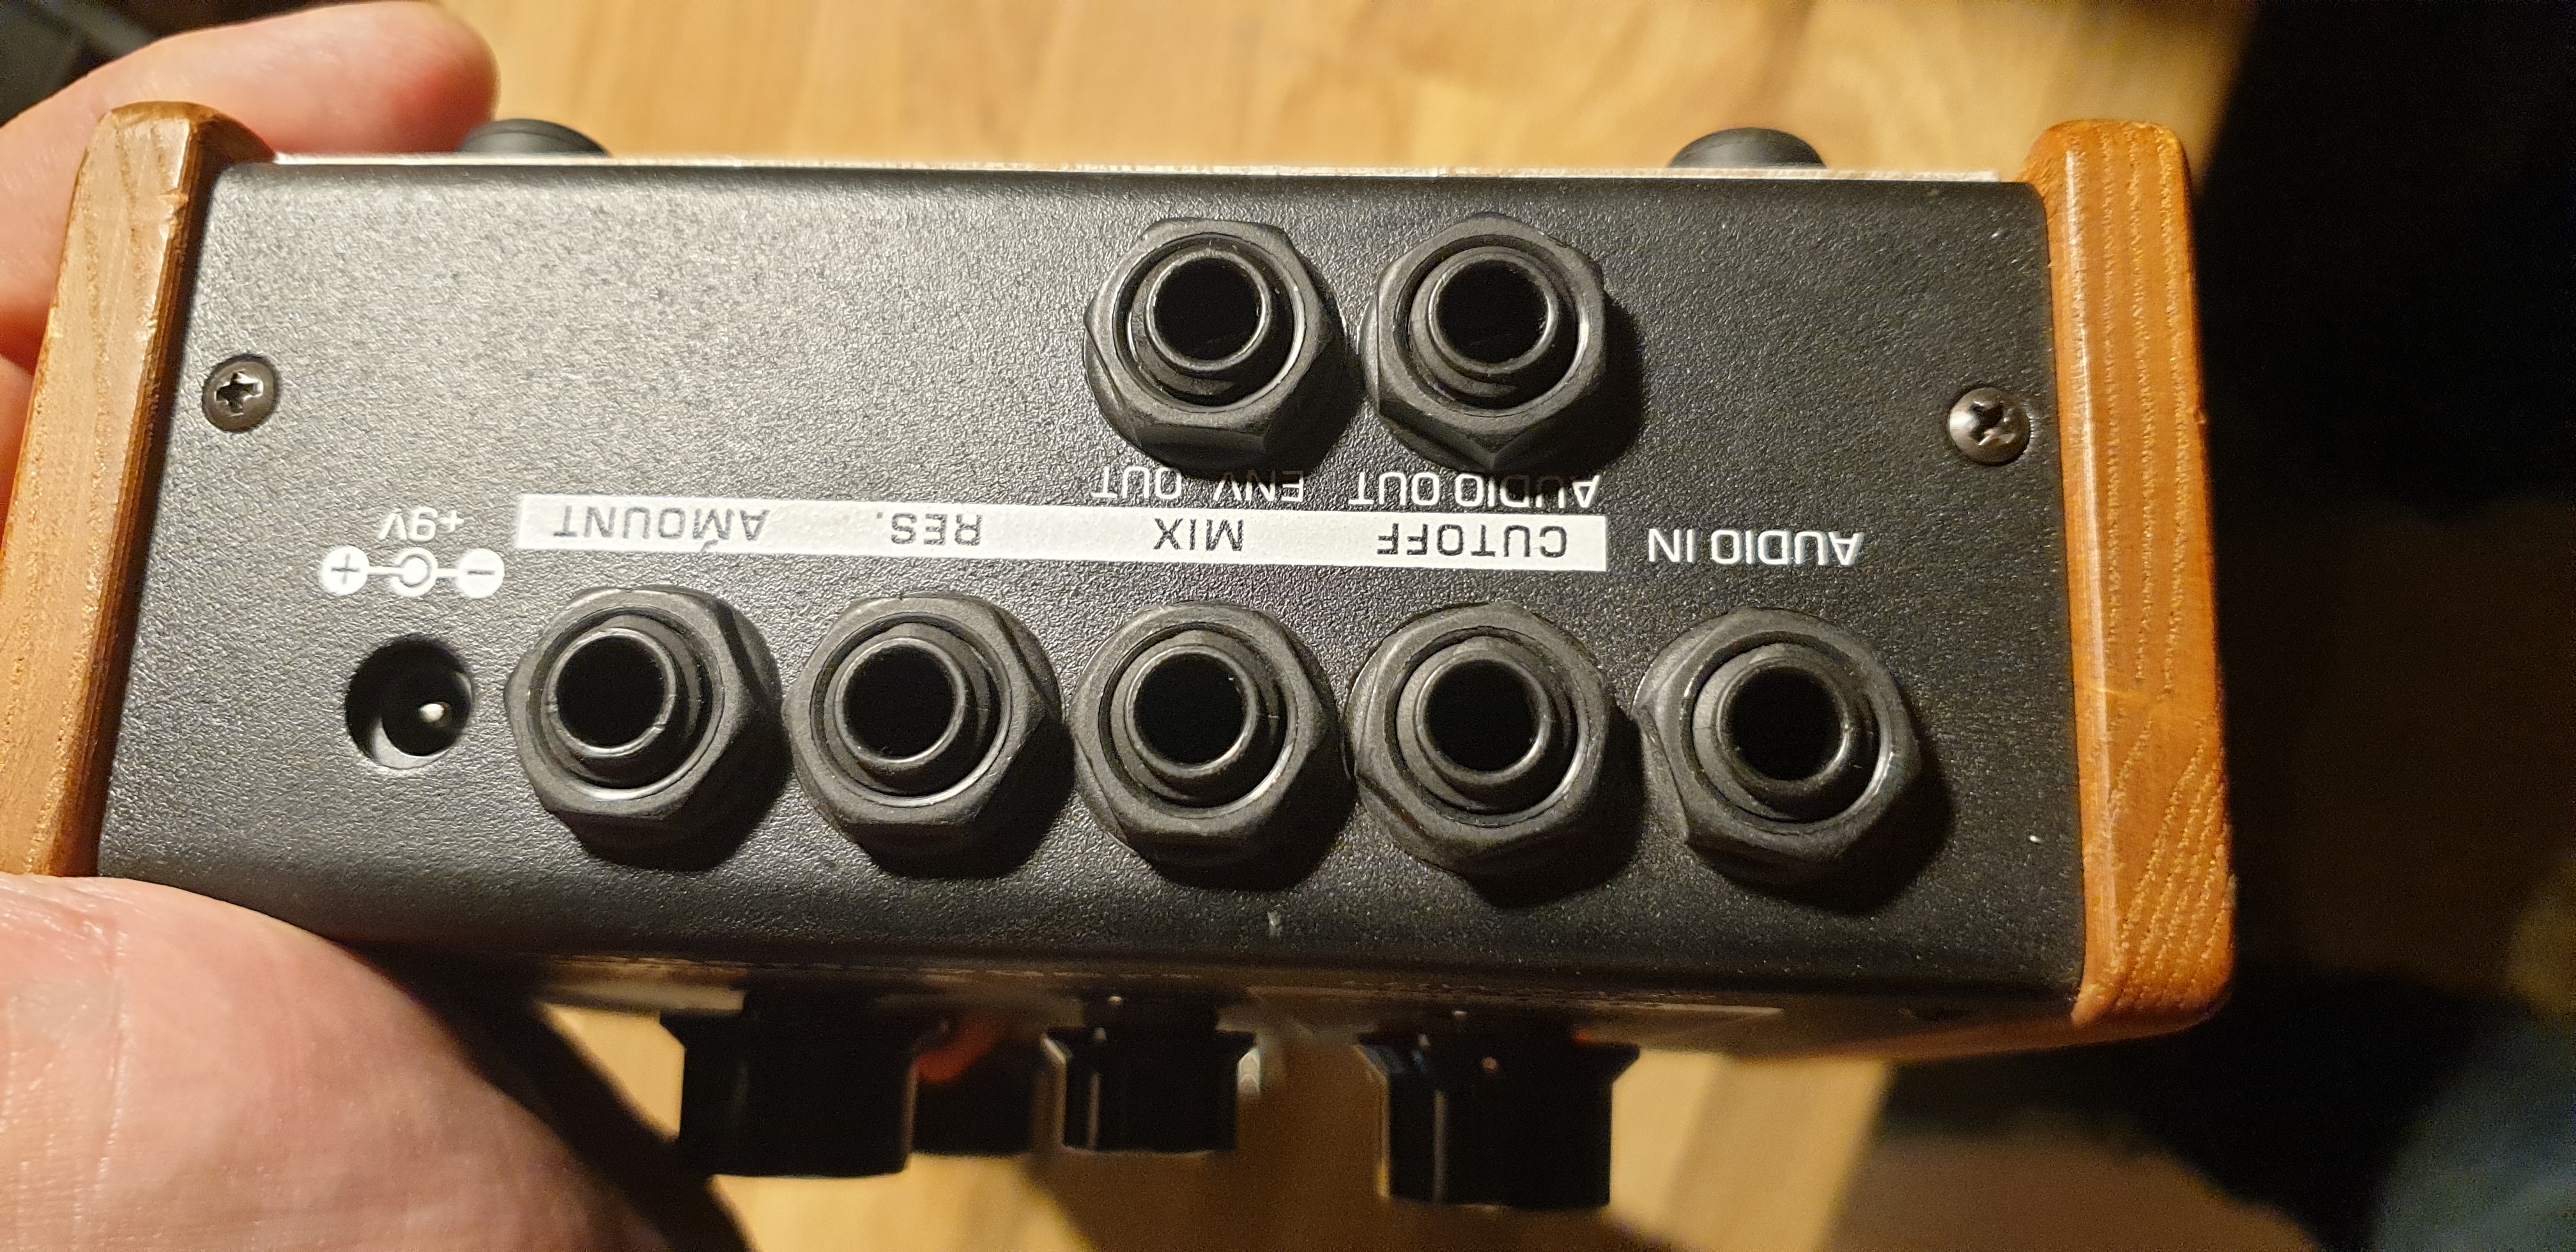 AUDIO IN CUTOFF MIX RES. AMOUNT +9V
AUDIO OUT ENV OUT